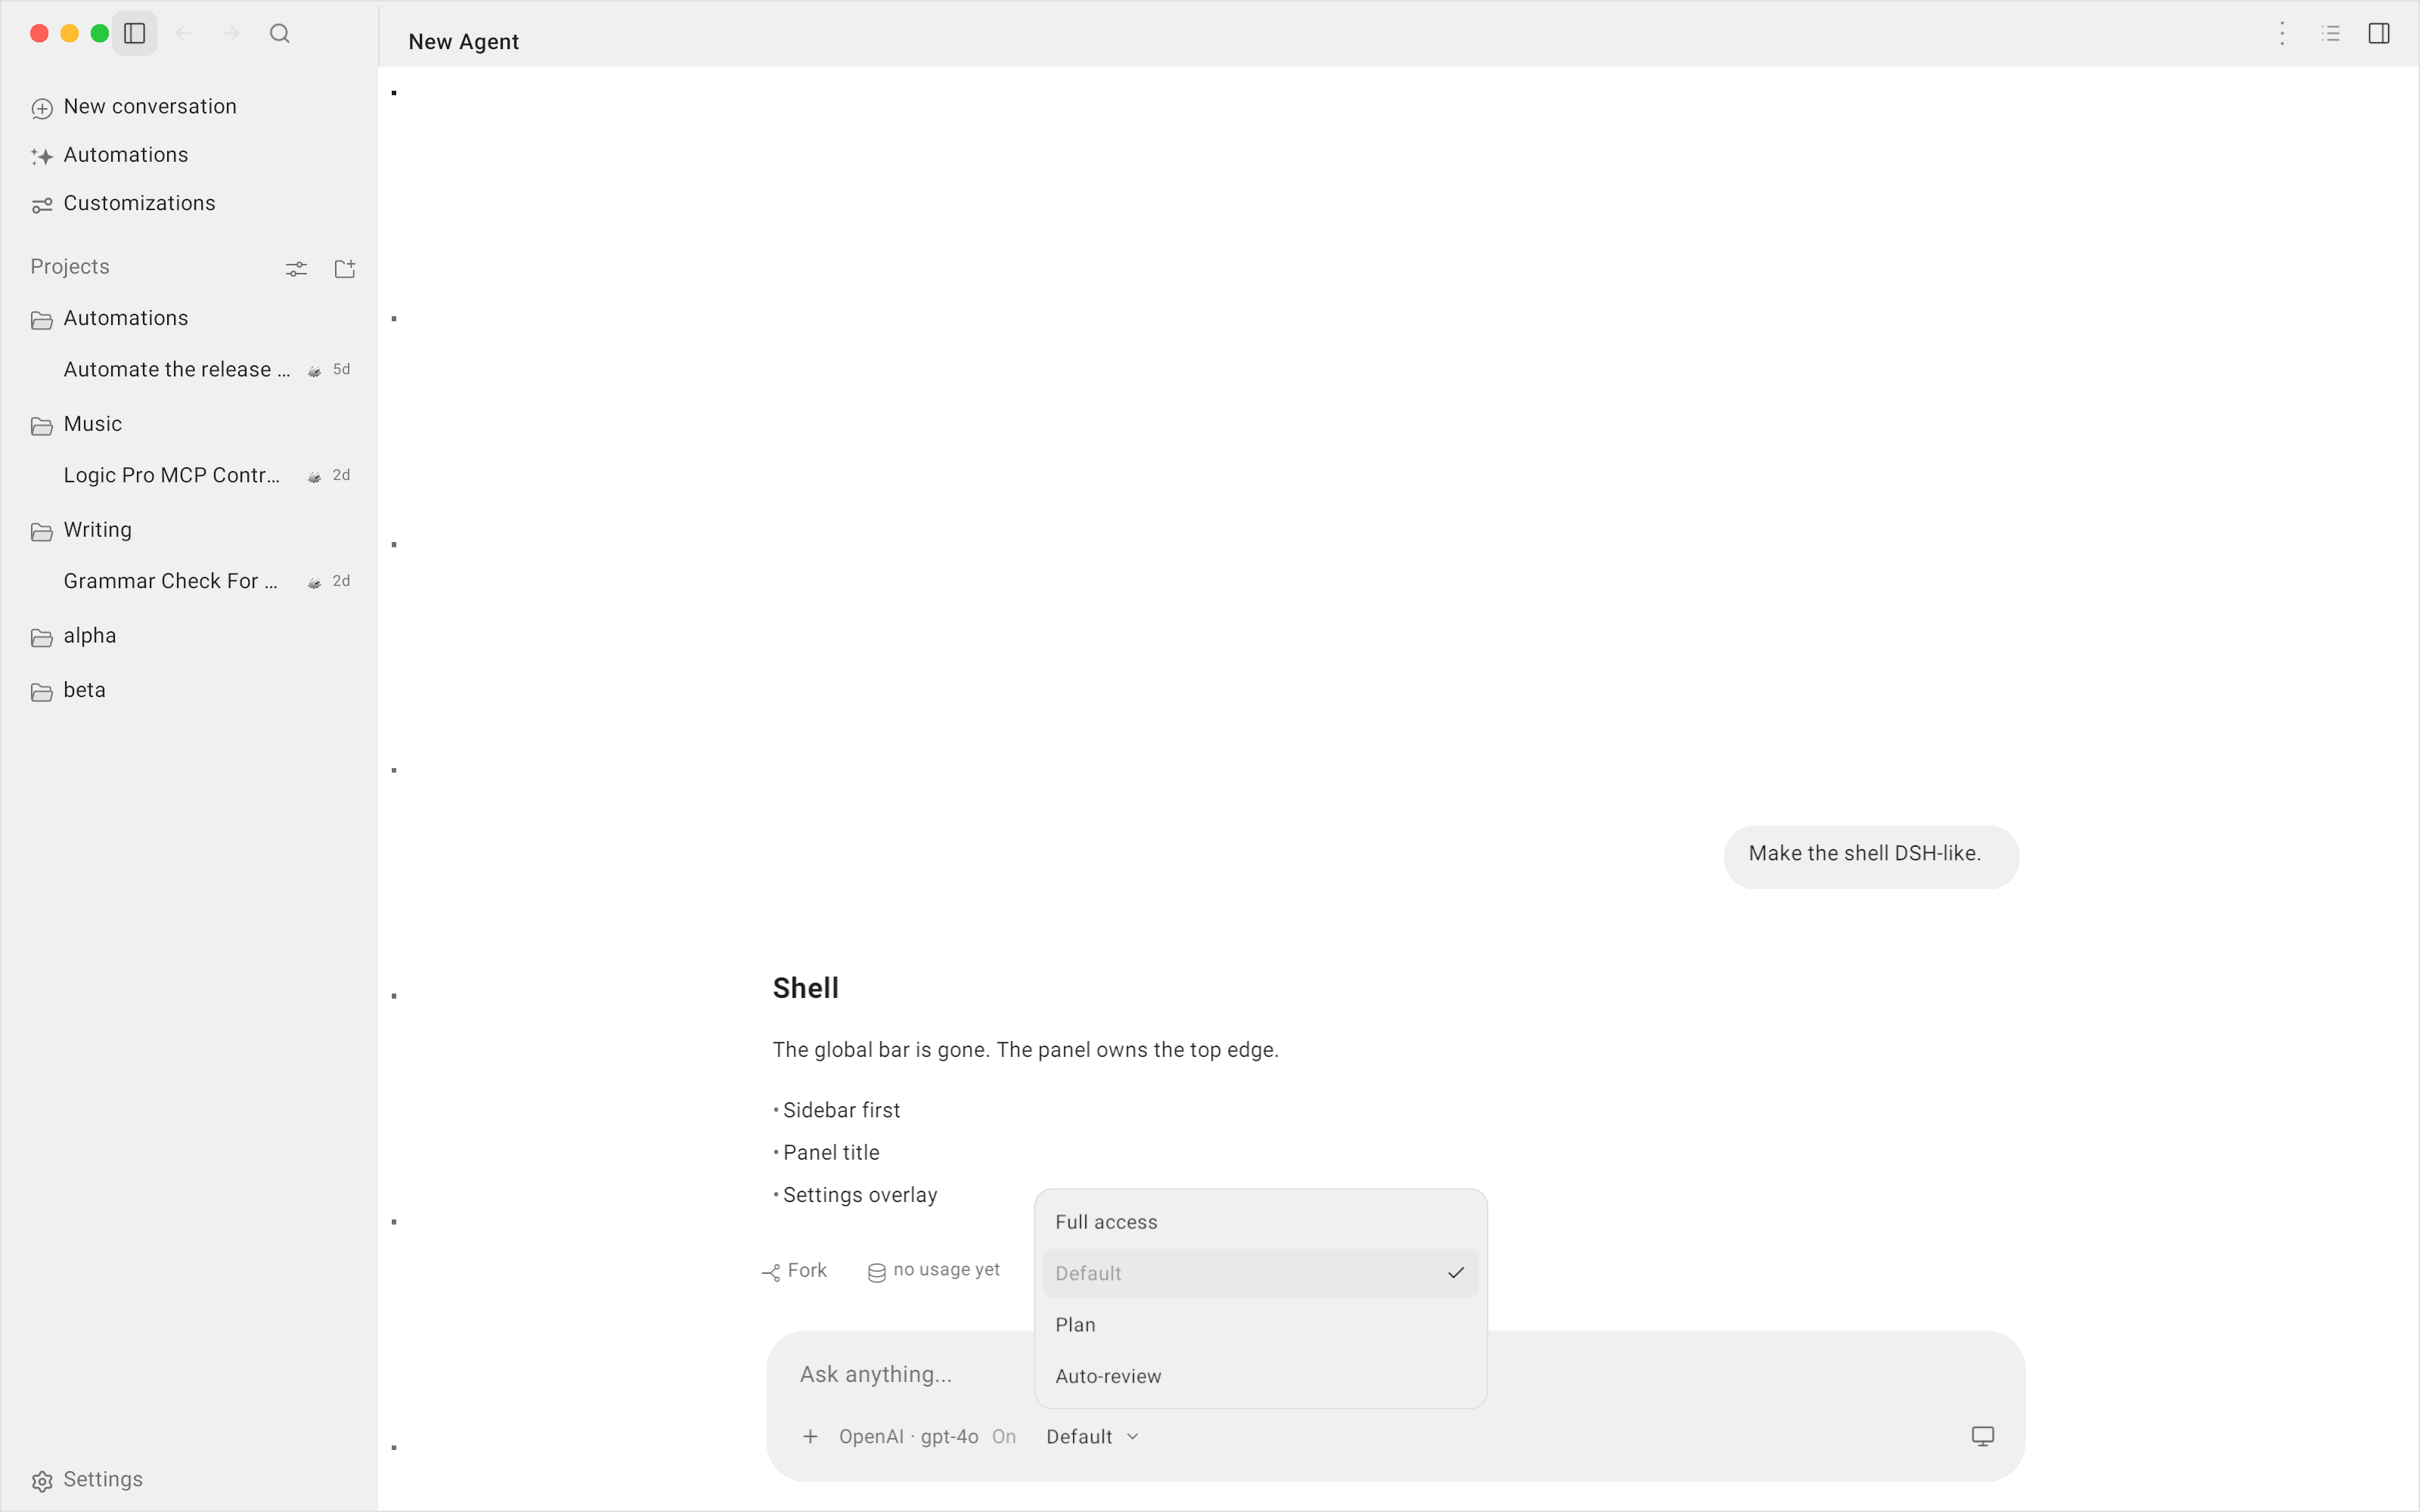 New Agent
New conversation
Automations
Customizations
Projects
Automations
Automate the release ... 5d
Music
Logic Pro MCP Contr... 2d
Writing
Grammar Check For ... 2d
alpha
beta
Settings
Make the shell DSH-like.
Shell
The global bar is gone. The panel owns the top edge.
• Sidebar first
• Panel title
• Settings overlay
Fork no usage yet
Full access
Default
Plan
Auto-review
Ask anything...
OpenAI · gpt-4o On Default